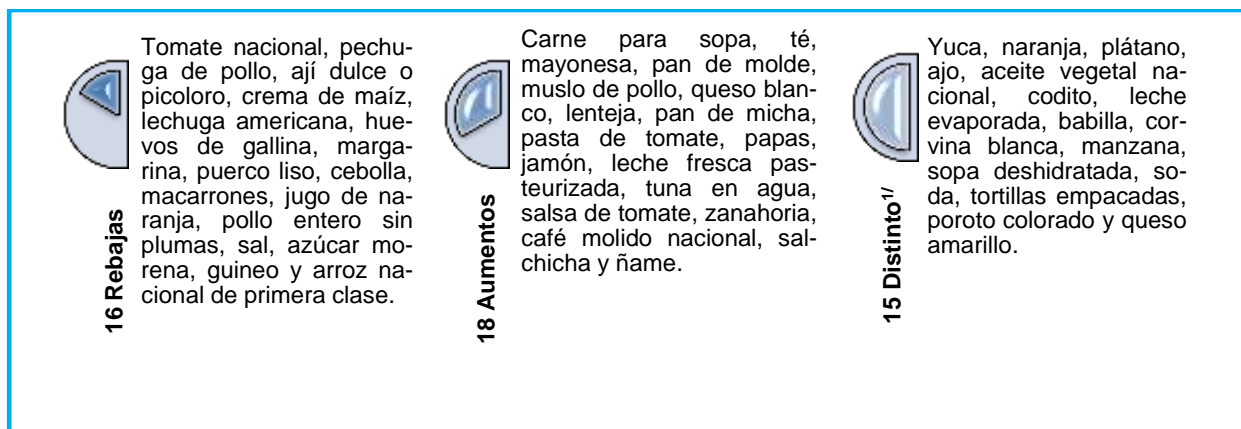 Tomate nacional, pechu-
ga de pollo, ají dulce o
picoloro, crema de maíz,
lechuga americana, hue-
vos de gallina, marga-
rina, puerco liso, cebolla,
macarrones, jugo de na-
ranja, pollo entero sin
plumas, sal, azúcar mo-
rena, guineo y arroz na-
cional de primera clase.
16 Rebajas
Carne para sopa, té,
mayonesa, pan de molde,
muslo de pollo, queso blan-
co, lenteja, pan de micha,
pasta de tomate, papas,
jamón, leche fresca pas-
teurizada, tuna en agua,
salsa de tomate, zanahoria,
café molido nacional, sal-
chicha y ñame.
18 Aumentos
Yuca, naranja, plátano,
ajo, aceite vegetal na-
cional, codito, leche
evaporada, babilla, cor-
vina blanca, manzana,
sopa deshidratada, so-
da, tortillas empacadas,
poroto colorado y queso
amarillo.
15 Distinto1/